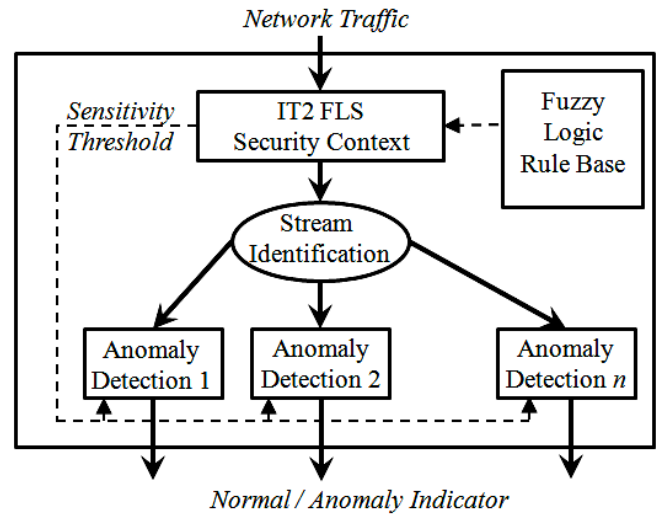 Network Traffic
Sensitivity
Threshold
IT2 FLS
Security Context
Fuzzy
Logic
Rule Base
Stream
Identification
Anomaly
Detection 1
Anomaly
Detection 2
Anomaly
Detection n
Normal / Anomaly Indicator